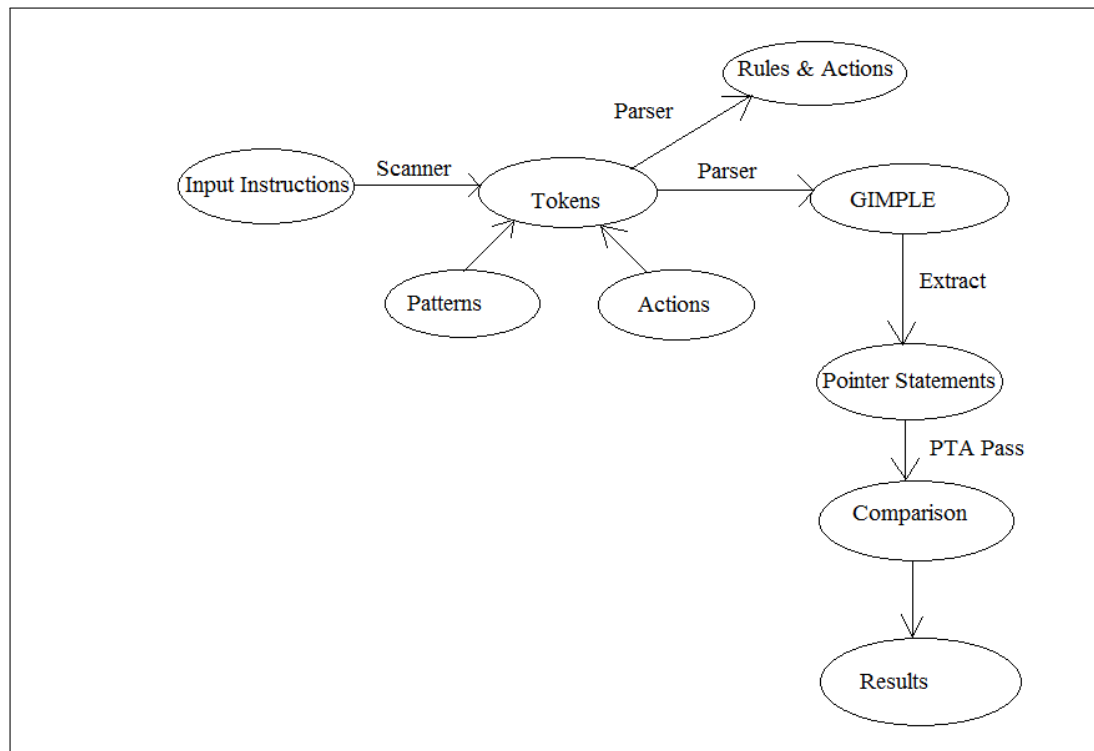 Rules & Actions
Parser
Input Instructions
Scanner
Tokens
Parser
GIMPLE
Patterns
Actions
Extract
Pointer Statements
PTA Pass
Comparison
Results